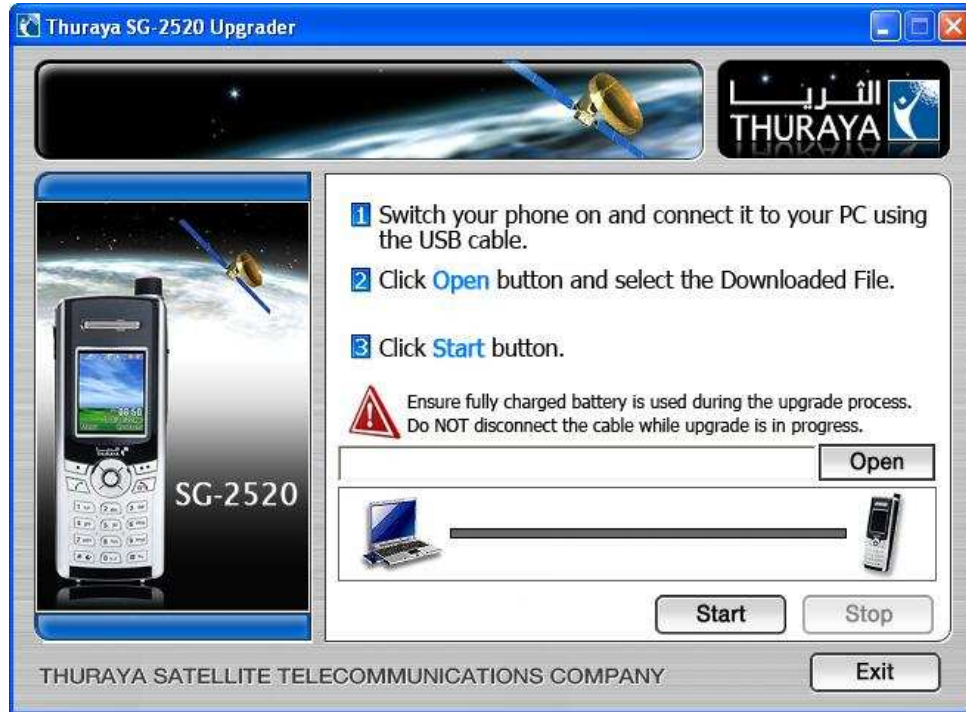 Thuraya SG-2520 Upgrader
الثريا
THURAYA
1 Switch your phone on and connect it to your PC using
the USB cable.
2 Click Open button and select the Downloaded File.
3 Click Start button.
Ensure fully charged battery is used during the upgrade process.
Do NOT disconnect the cable while upgrade is in progress.
Open
SG-2520
Start
Stop
THURAYA SATELLITE TELECOMMUNICATIONS COMPANY
Exit